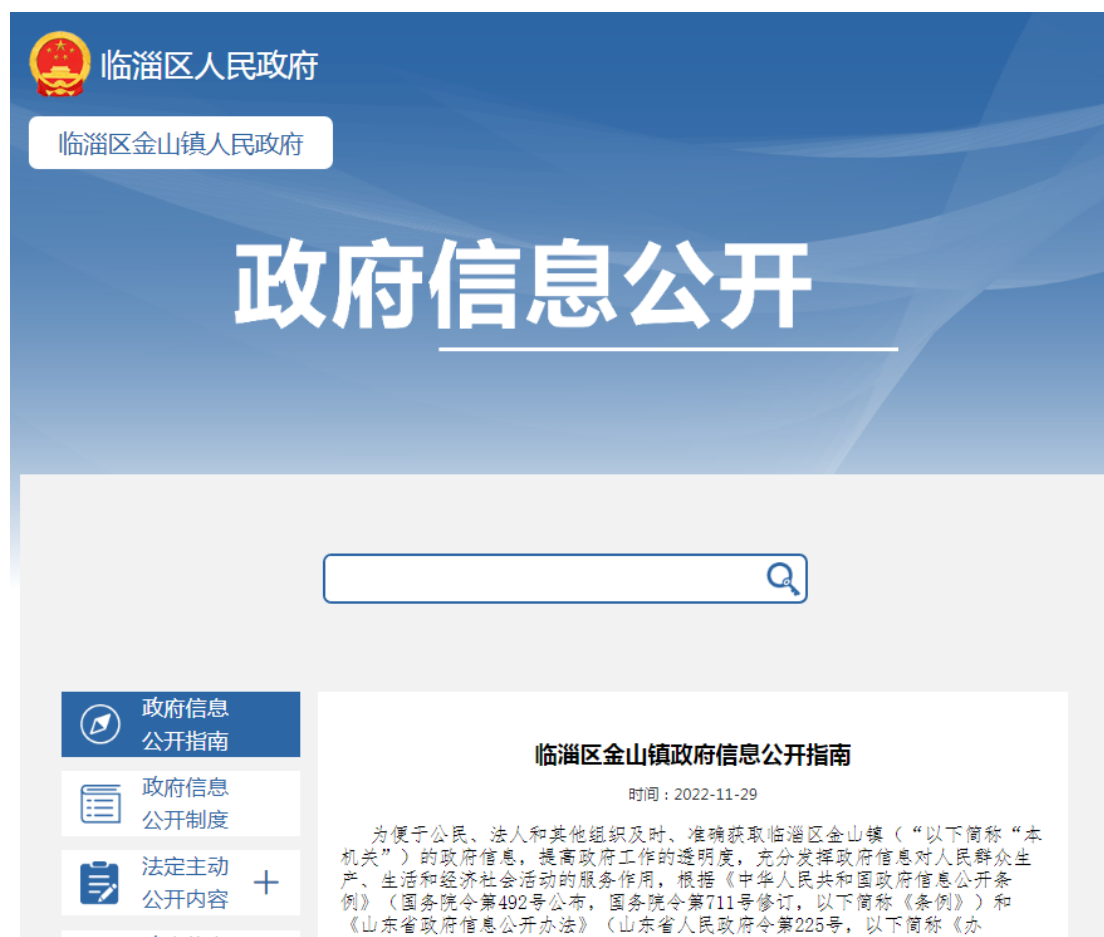 临淄区人民政府
临淄区金山镇人民政府
政府信息公开
政府信息
公开指南
政府信息
公开制度
法定主动
公开内容
临淄区金山镇政府信息公开指南
时间：2022-11-29
为便于公民、法人和其他组织及时、准确获取临淄区金山镇（“以下简称“本
机关”）的政府信息，提高政府工作的透明度，充分发挥政府信息对人民群众生
产、生活和经济社会活动的服务作用，根据《中华人民共和国政府信息公开条
例》（国务院令第492号公布，国务院令第711号修订，以下简称《条例》）和
《山东省政府信息公开办法》（山东省人民政府令第225号，以下简称《办